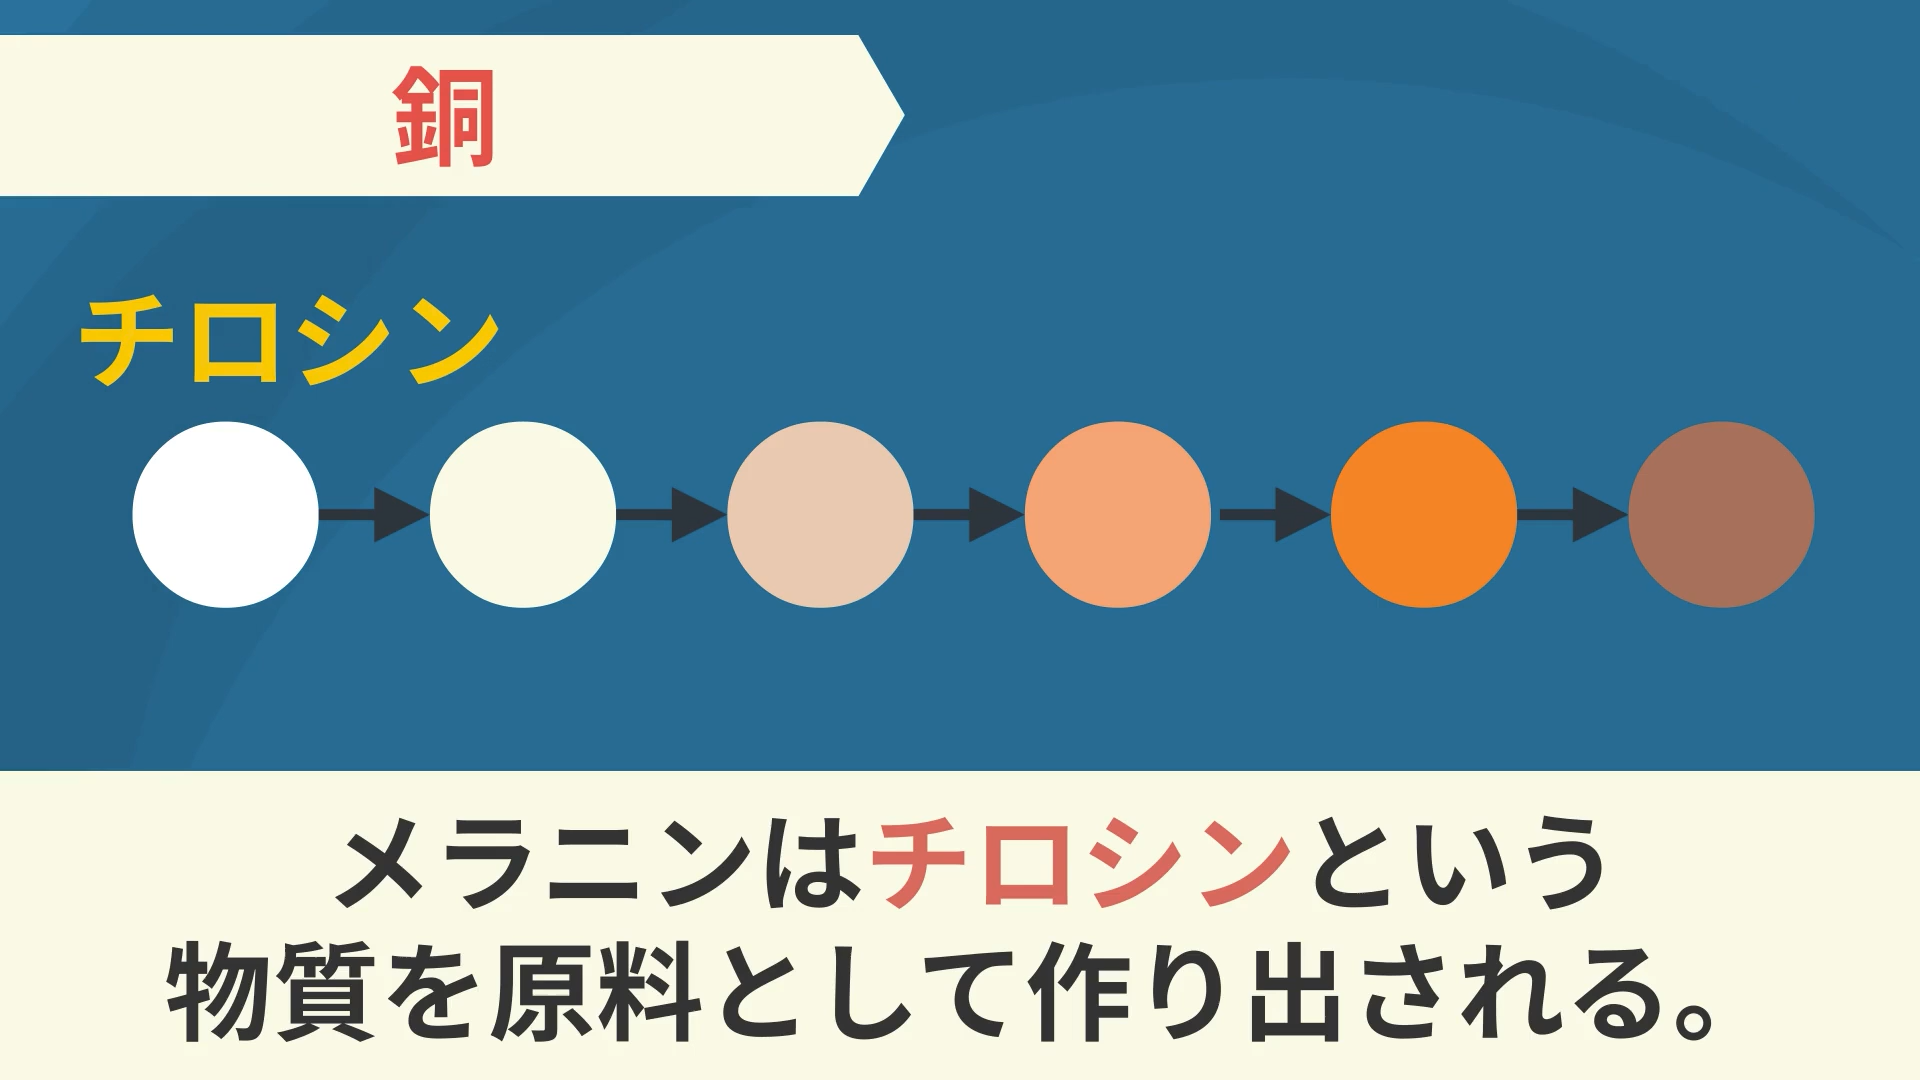 銅
チロシン
メラニンはチロシンという
物質を原料として作り出される。